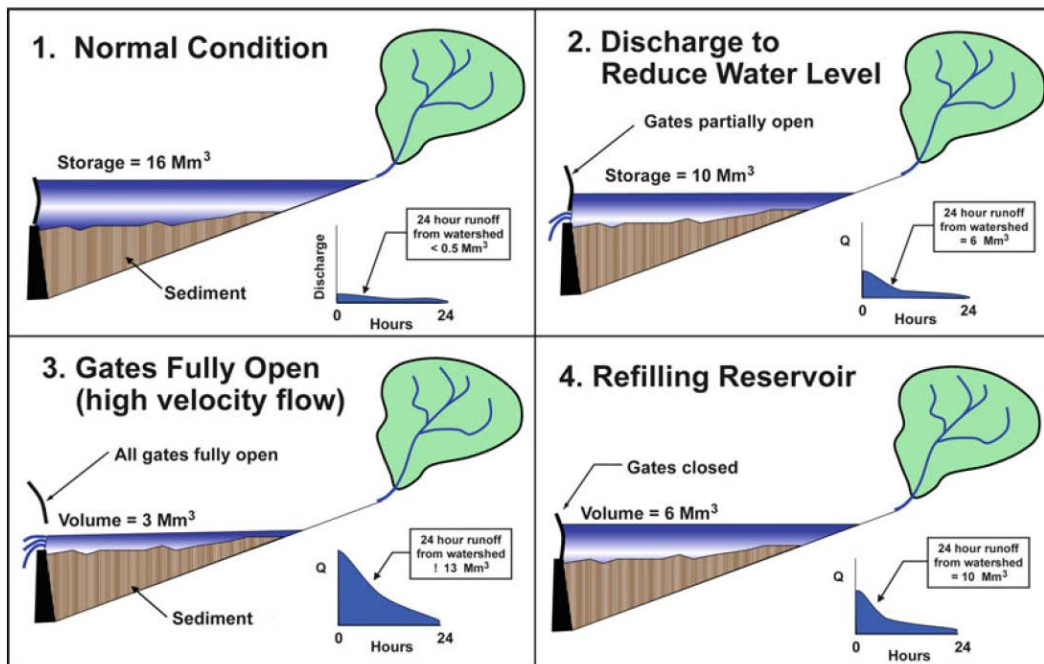 1. Normal Condition
Storage = 16 Mm³
Sediment
24 hour runoff
from watershed
< 0.5 Mm³
Discharge
0
24
Hours
2. Discharge to
Reduce Water Level
Gates partially open
Storage = 10 Mm³
24 hour runoff
from watershed
= 6 Mm³
Q
0
24
Hours
3. Gates Fully Open
(high velocity flow)
All gates fully open
Volume = 3 Mm³
Sediment
24 hour runoff
from watershed
! 13 Mm³
Q
0
24
Hours
4. Refilling Reservoir
Gates closed
Volume = 6 Mm³
24 hour runoff
from watershed
= 10 Mm³
Q
0
24
Hours